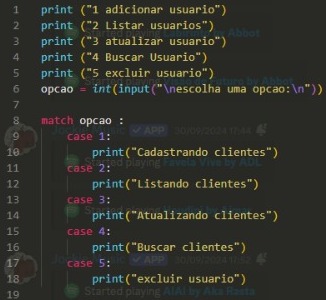 1 print ("1 adicionar usuario")
2 print ("2 Listar usuarios")
3 print ("3 atualizar usuario")
4 print ("4 Buscar Usuario")
5 print ("5 excluir usuario")
6 opcao = int(input("\nescolha uma opcao:\n"))
7
8 match opcao :
9 case 1:
10 print("Cadastrando clientes")
11 case 2:
12 print("Listando clientes")
13 case 3:
14 print("Atualizando clientes")
15 case 4:
16 print("Buscar clientes")
17 case 5:
18 print("excluir usuario")
19